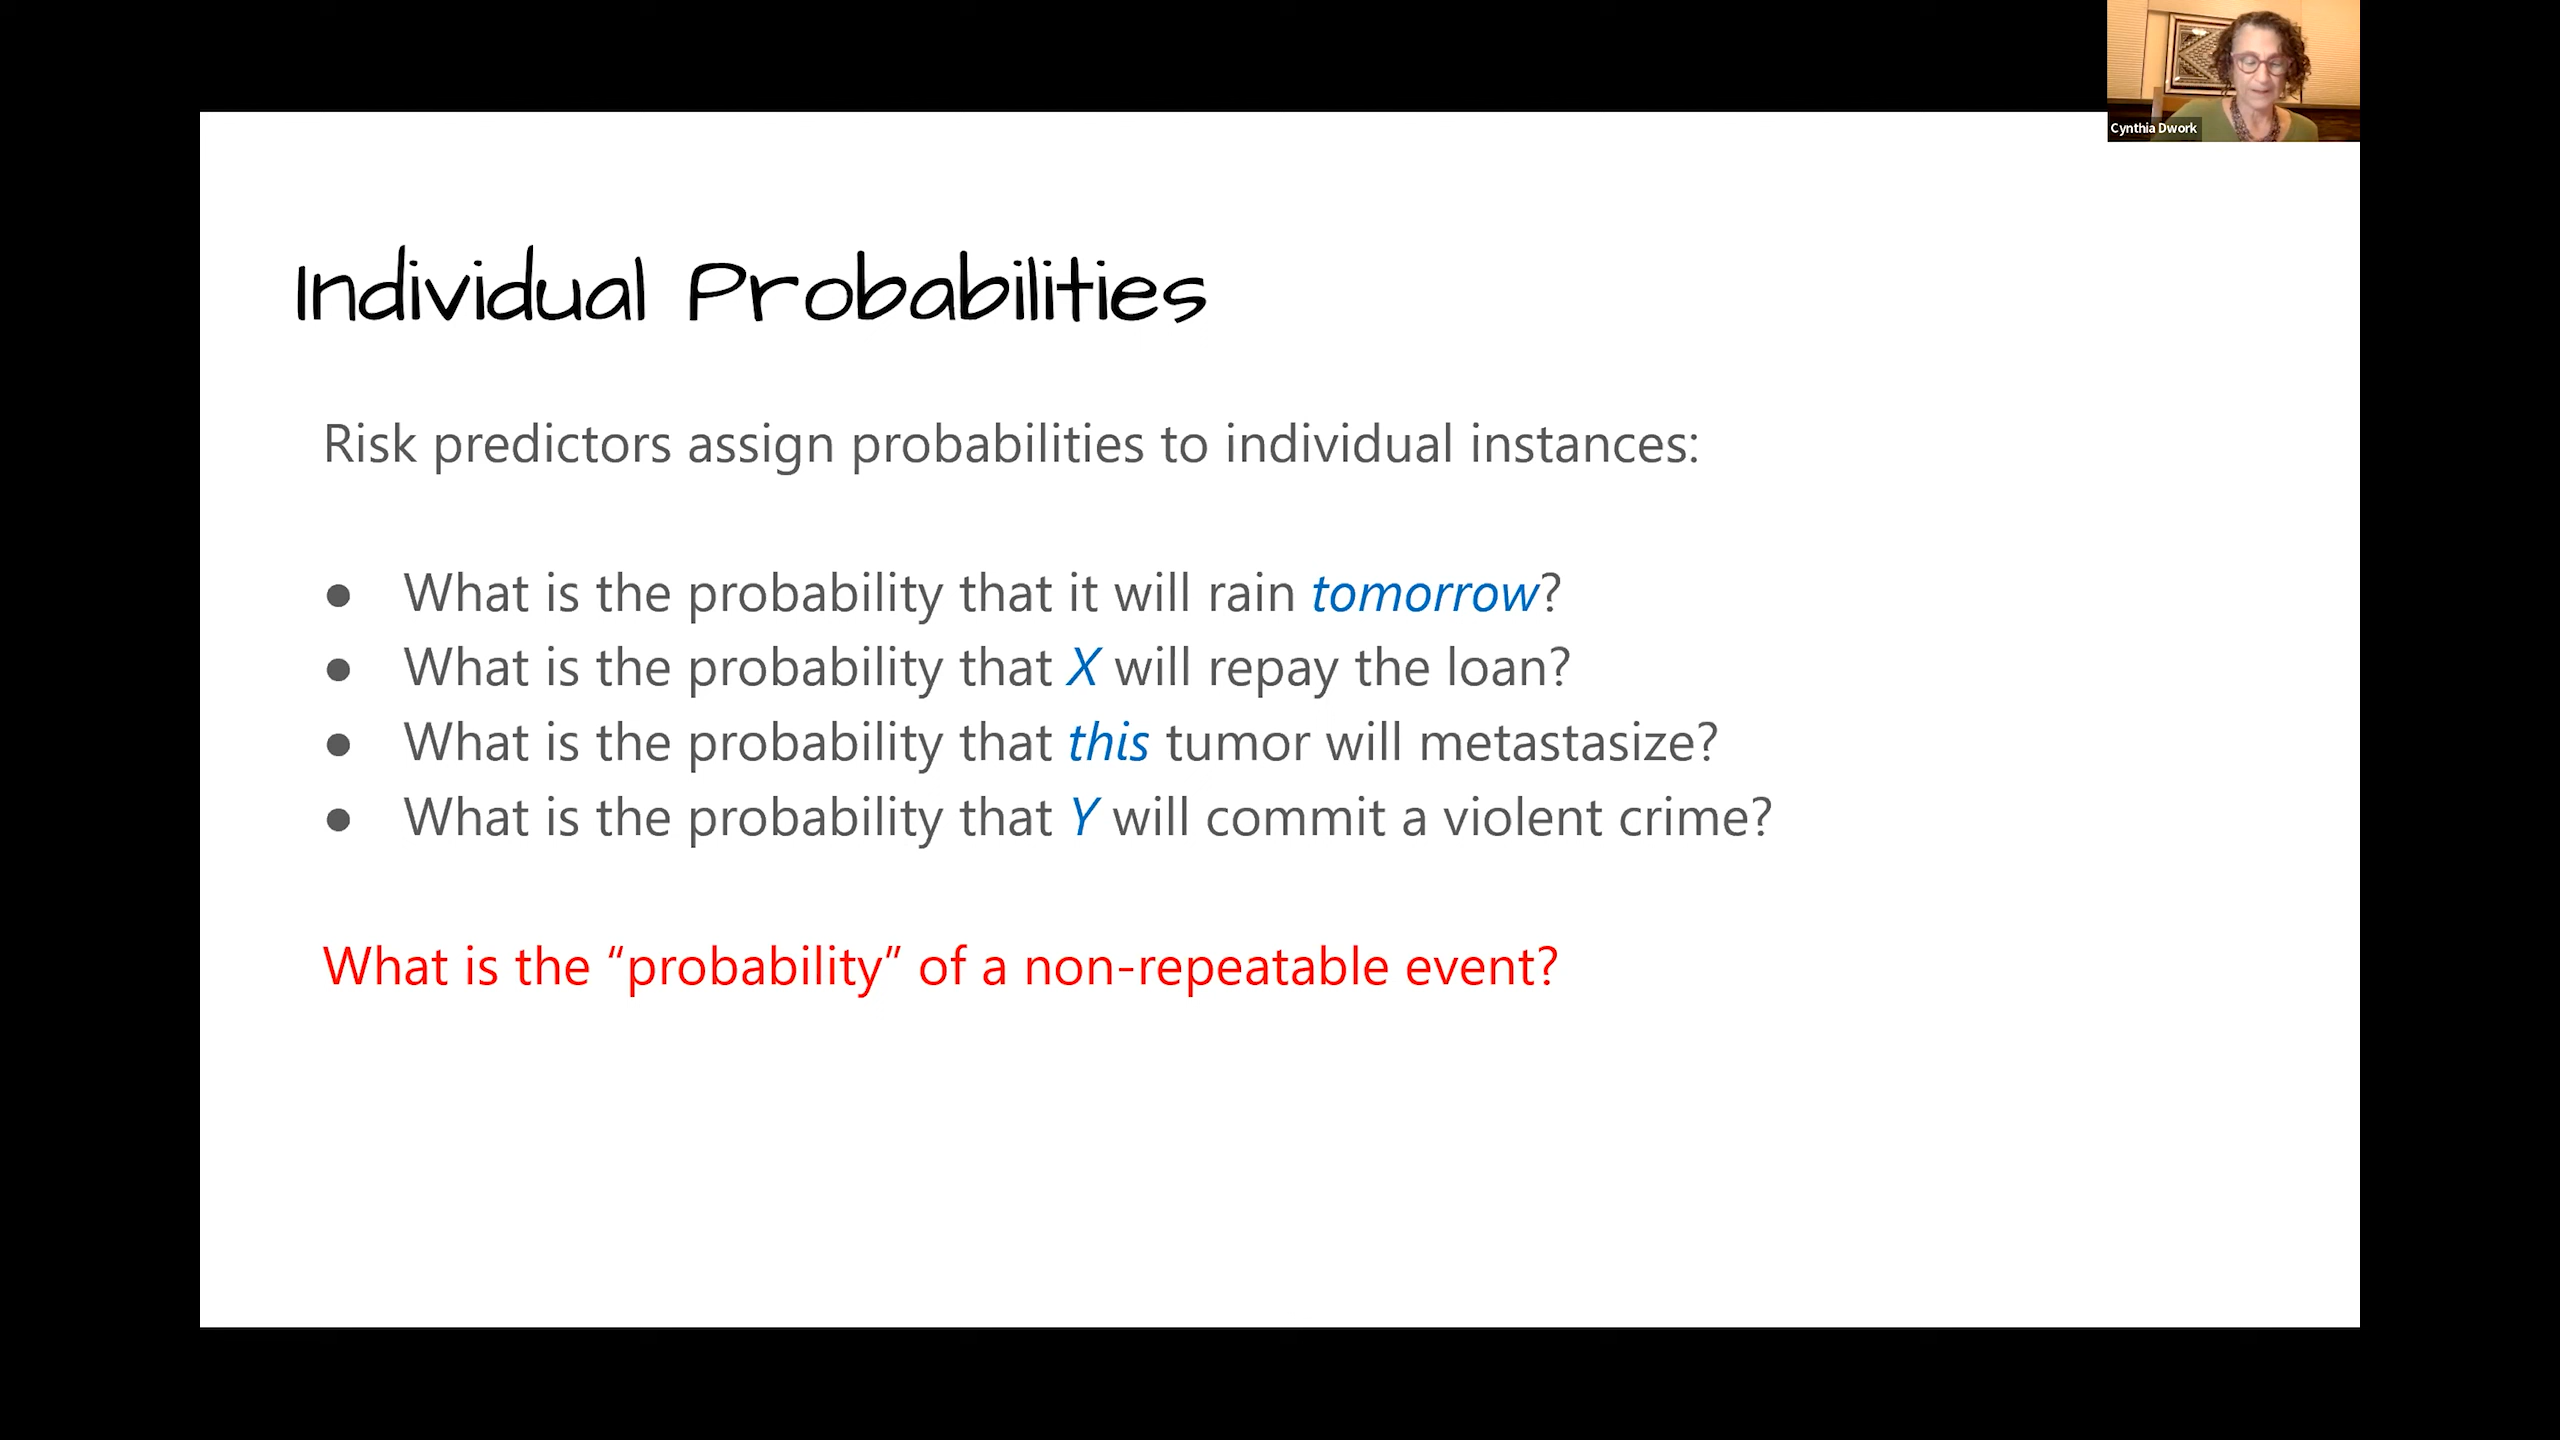 Cynthia Dwork
Individual Probabilities
Risk predictors assign probabilities to individual instances:
● What is the probability that it will rain tomorrow?
● What is the probability that X will repay the loan?
● What is the probability that this tumor will metastasize?
● What is the probability that Y will commit a violent crime?
What is the “probability” of a non-repeatable event?